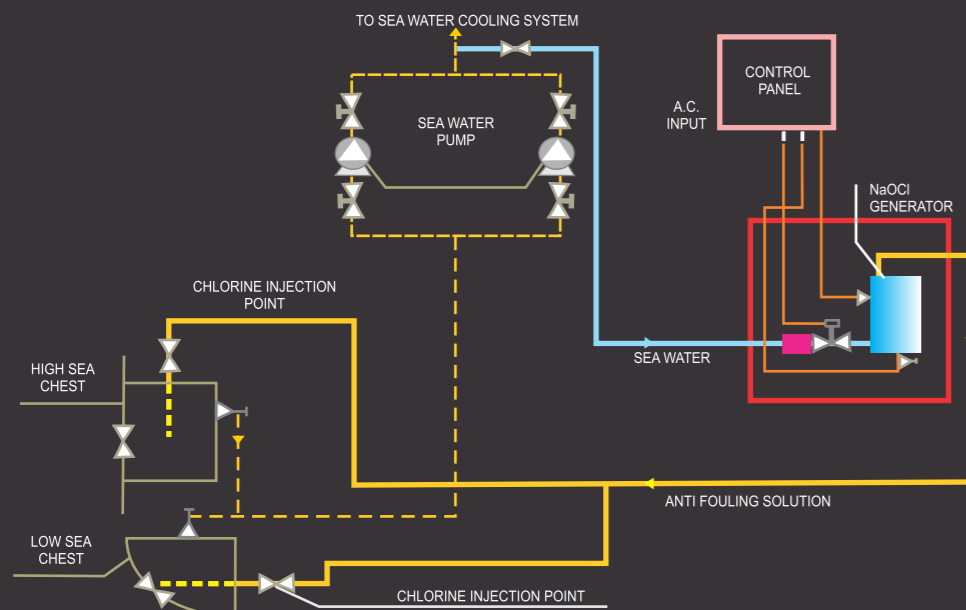 TO SEA WATER COOLING SYSTEM
CONTROL
PANEL
A.C.
INPUT
SEA WATER
PUMP
NaOCI
GENERATOR
CHLORINE INJECTION
POINT
SEA WATER
HIGH SEA
CHEST
ANTI FOULING SOLUTION
LOW SEA
CHEST
CHLORINE INJECTION POINT